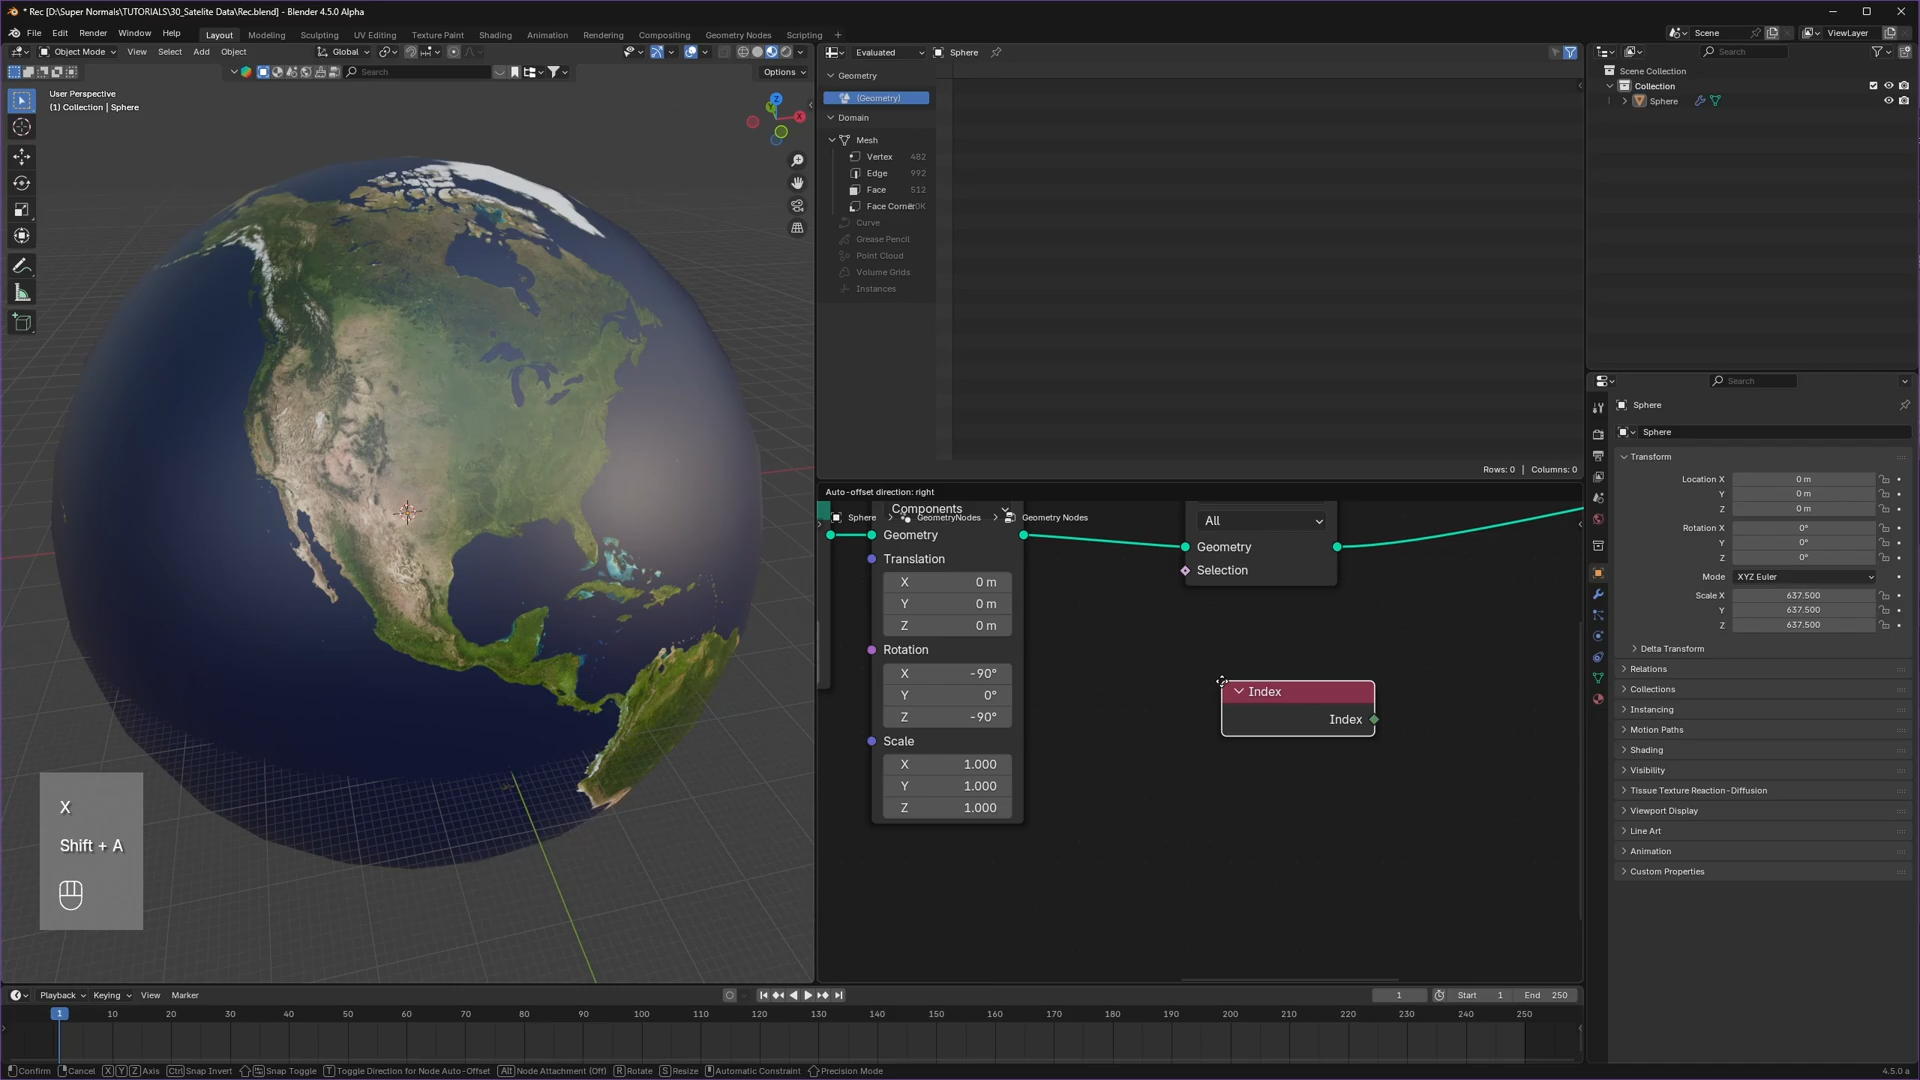 * Rec [D:\Super Normals\TUTORIALS\30_Satelite Data\Rec.blend] - Blender 4.5.0 Alpha
File Edit Render Window Help Layout Modeling Sculpting UV Editing Texture Paint Shading Animation Rendering Compositing Geometry Nodes Scripting + Scene ViewLayer
Object Mode View Select Add Object Global
Search Options
User Perspective
(1) Collection | Sphere
Z
X
X
Shift + A
Evaluated Sphere
Geometry
(Geometry)
Domain
Mesh
Vertex 482
Edge 992
Face 512
Curve
Grease Pencil
Point Cloud
Volume Grids
Instances
Rows: 0 | Columns: 0
Auto-offset direction: right
Sphere > GeometryNodes > Geometry Nodes
Components
Geometry
Translation
X 0 m
Y 0 m
Z 0 m
Rotation
X -90°
Y 0°
Z -90°
Scale
X 1.000
Y 1.000
Z 1.000
All
Geometry
Selection
Index
Index
Search
Scene Collection
Collection
Sphere
Search
Sphere
Sphere
Transform
Location X 0 m
Y 0 m
Z 0 m
Rotation X 0°
Y 0°
Z 0°
Mode XYZ Euler
Scale X 637.500
Y 637.500
Z 637.500
Delta Transform
Relations
Collections
Instancing
Motion Paths
Shading
Visibility
Tissue Texture Reaction-Diffusion
Viewport Display
Line Art
Animation
Custom Properties
Playback Keying View Marker 1 Start 1 End 250
1 10 20 30 40 50 60 70 80 90 100 110 120 130 140 150 160 170 180 190 200 210 220 230 240 250
Confirm Cancel X Y Z Axis Ctrl Snap Invert Snap Toggle T Toggle Direction for Node Auto-Offset Alt Node Attachment (Off) R Rotate S Resize Automatic Constraint Precision Mode 4.5.0 a